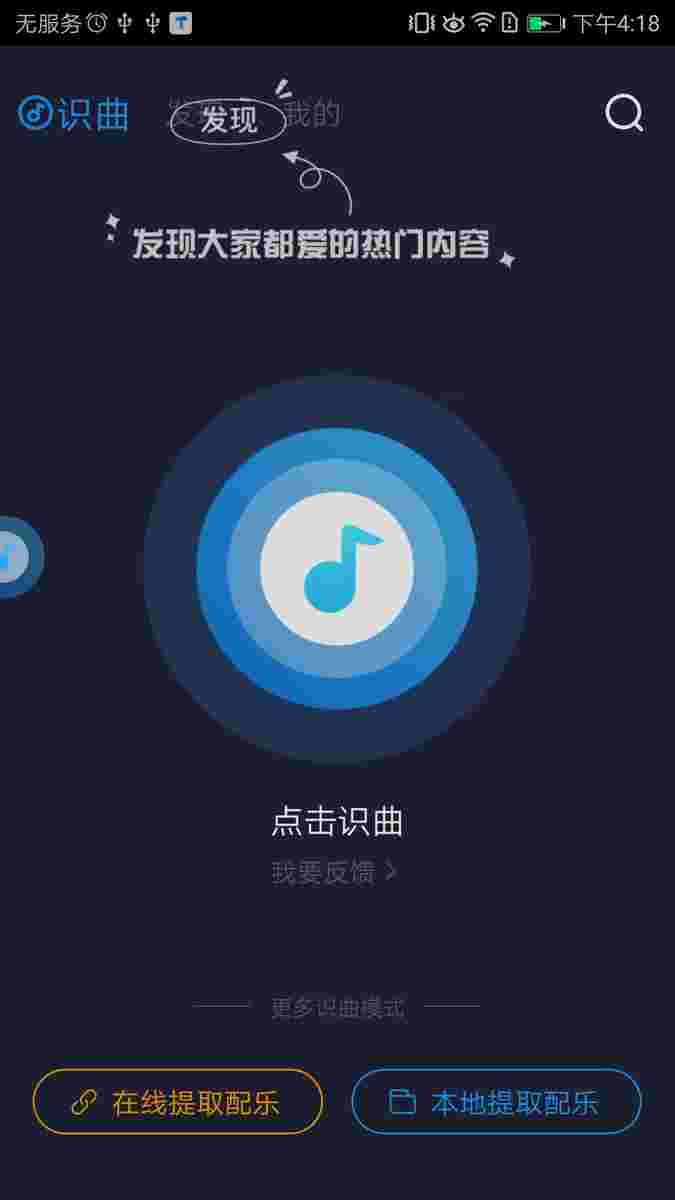 无服务 下午4:18
识曲 发现 我的
发现大家都爱的热门内容
点击识曲
我要反馈 >
更多识曲模式
在线提取配乐 本地提取配乐